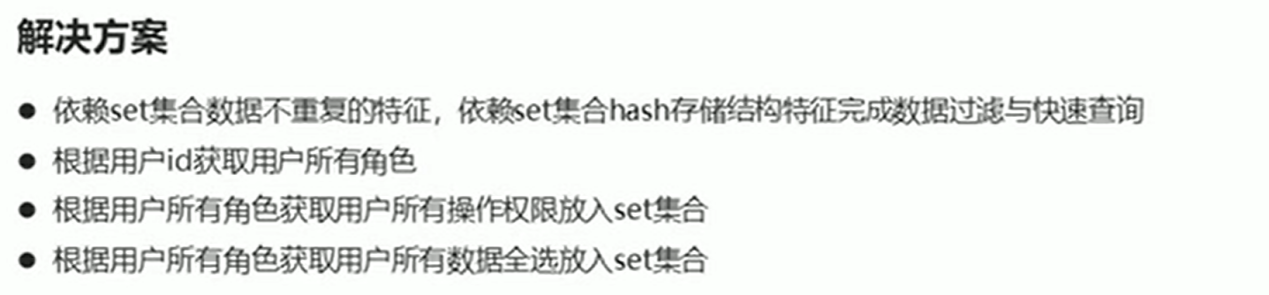 解决方案
● 依赖set集合数据不重复的特征，依赖set集合hash存储结构特征完成数据过滤与快速查询
● 根据用户id获取用户所有角色
● 根据用户所有角色获取用户所有操作权限放入set集合
● 根据用户所有角色获取用户所有数据全选放入set集合